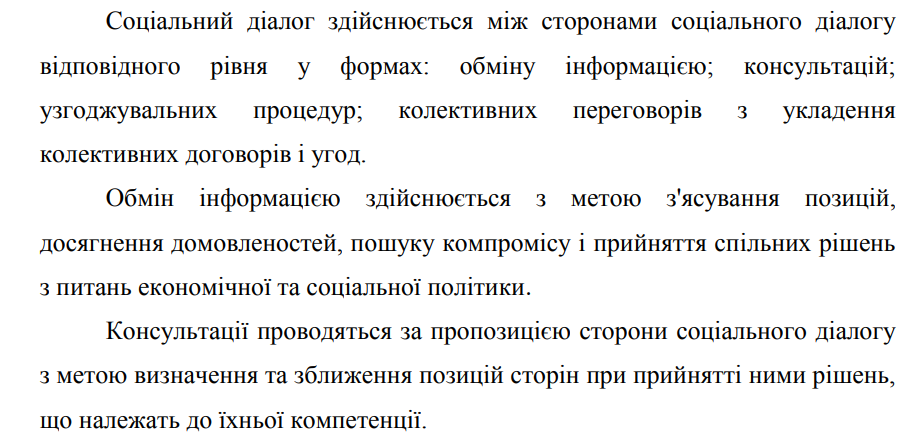 Соціальний діалог здійснюється між сторонами соціального діалогу
відповідного рівня у формах: обміну інформацією; консультацій;
узгоджувальних процедур; колективних переговорів з укладення
колективних договорів і угод.
Обмін інформацією здійснюється з метою з'ясування позицій,
досягнення домовленостей, пошуку компромісу і прийняття спільних рішень
з питань економічної та соціальної політики.
Консультації проводяться за пропозицією сторони соціального діалогу
з метою визначення та зближення позицій сторін при прийнятті ними рішень,
що належать до їхньої компетенції.